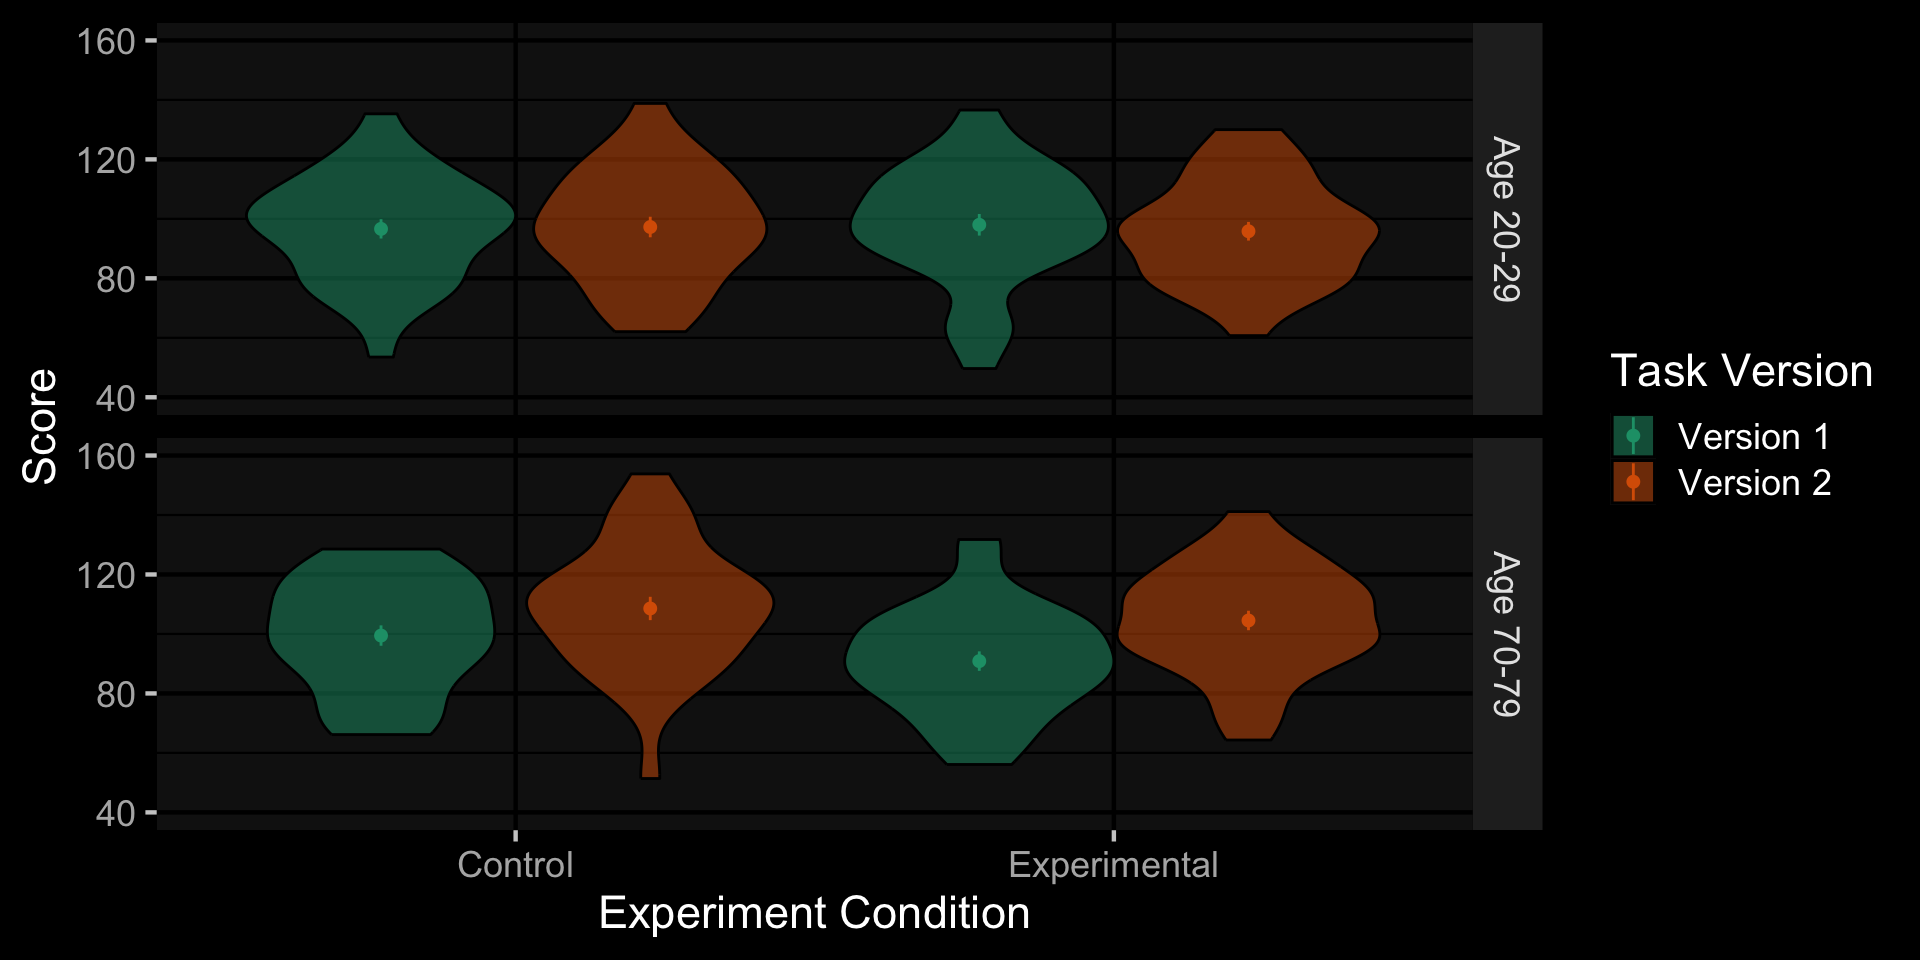 Score
160
120
80
40
Age 20-29
160
120
80
40
Age 70-79
Control Experimental
Experiment Condition
Task Version
Version 1
Version 2